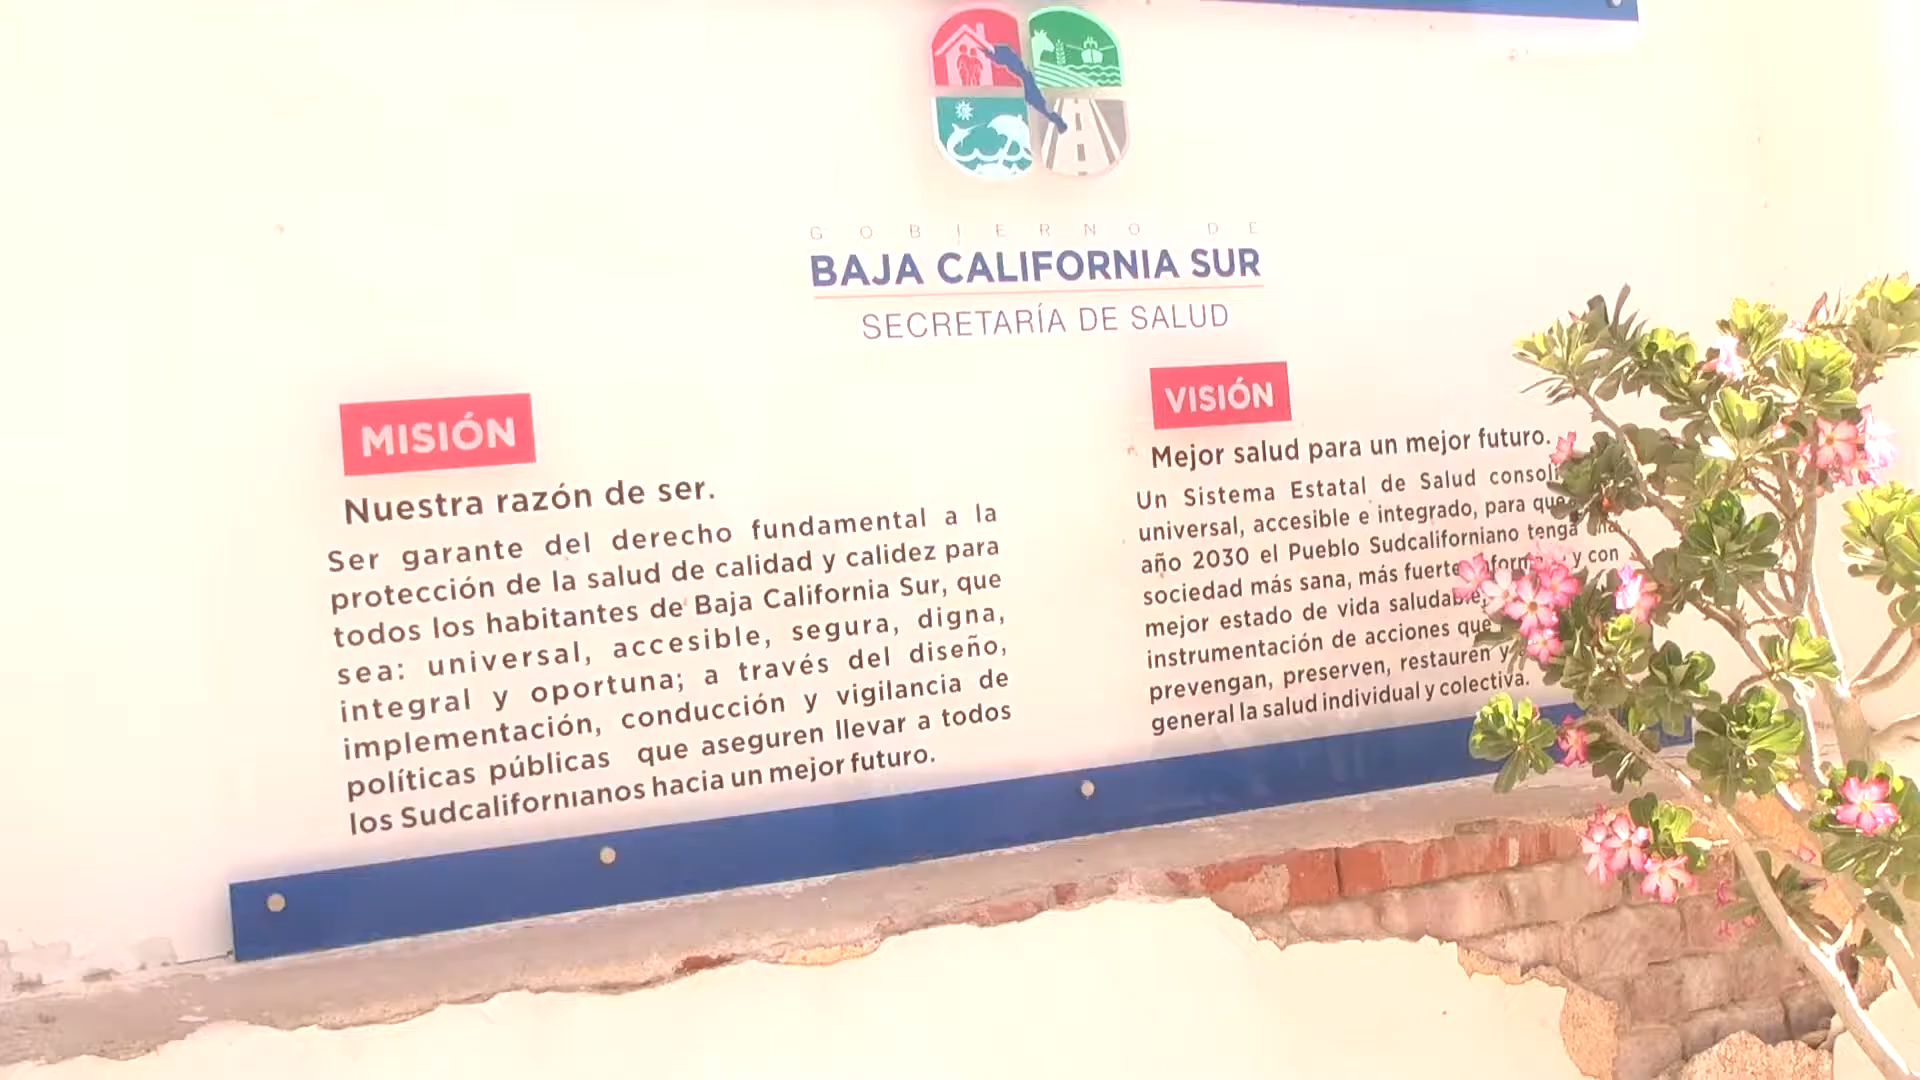 GOBIERNO DE
BAJA CALIFORNIA SUR
SECRETARÍA DE SALUD
MISIÓN
Nuestra razón de ser.
Ser garante del derecho fundamental a la
protección de la salud de calidad y calidez para
todos los habitantes de Baja California Sur, que
sea: universal, accesible, segura, digna,
integral y oportuna; a través del diseño,
implementación, conducción y vigilancia de
políticas públicas que aseguren llevar a todos
los Sudcalifornianos hacia un mejor futuro.
VISIÓN
Mejor salud para un mejor futuro.
Un Sistema Estatal de Salud
universal, accesible e integrado, para que
año 2030 el Pueblo Sudcaliforniano tenga
sociedad más sana, más fuerte y con
mejor estado de vida saludable,
instrumentación de acciones que
prevengan, preserven, restauren y
general la salud individual y colectiva.